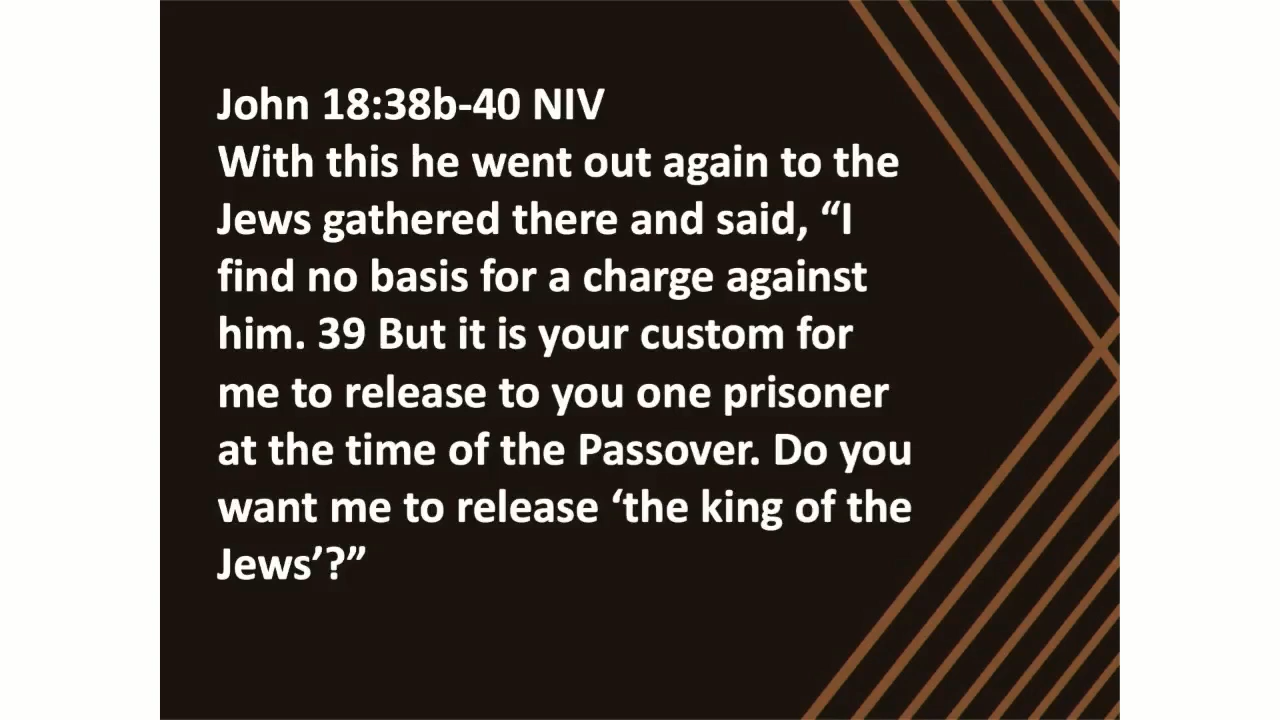 John 18:38b-40 NIV
With this he went out again to the
Jews gathered there and said, “I
find no basis for a charge against
him. 39 But it is your custom for
me to release to you one prisoner
at the time of the Passover. Do you
want me to release ‘the king of the
Jews’?”